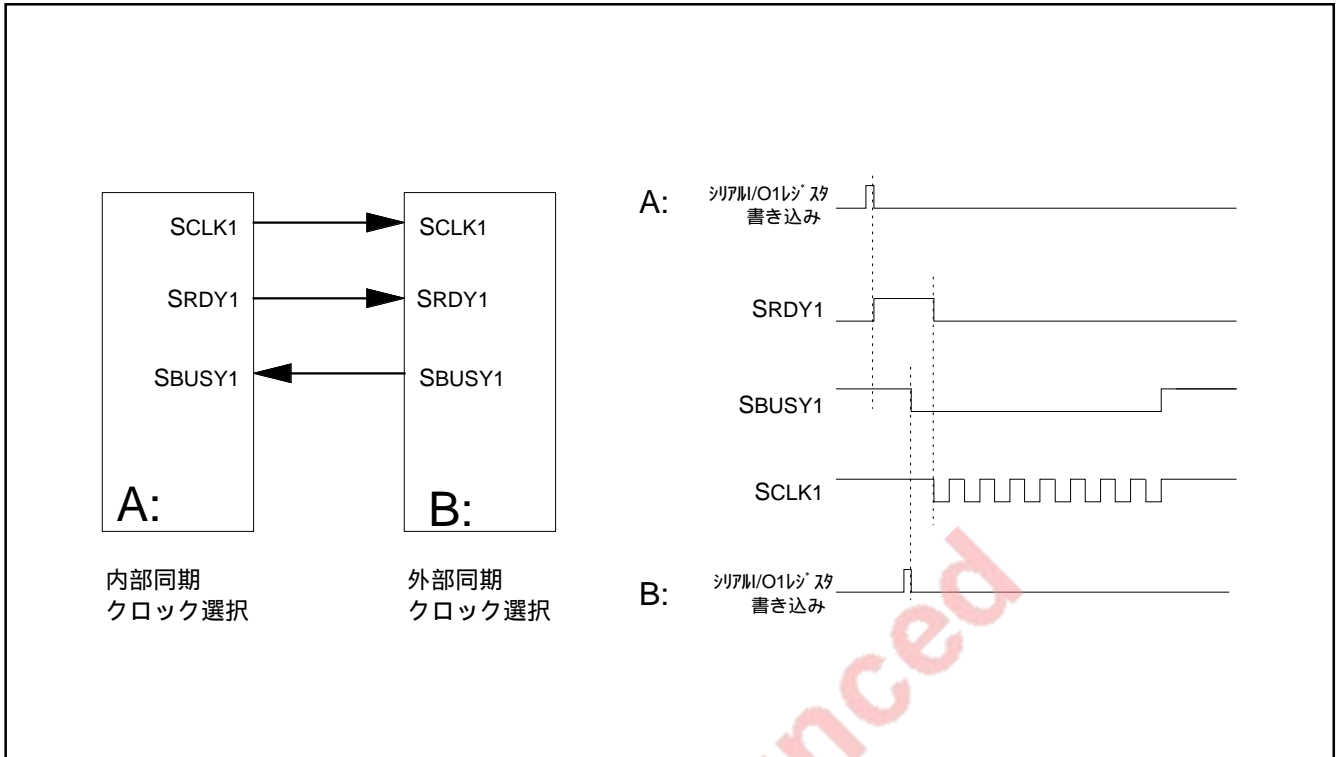 SCLK1
SRDY1
SBUSY1
A:
内部同期
クロック選択
SCLK1
SRDY1
SBUSY1
B:
外部同期
クロック選択
A:
シリアルI/O1レジスタ
書き込み
SRDY1
SBUSY1
SCLK1
B:
シリアルI/O1レジスタ
書き込み
nced